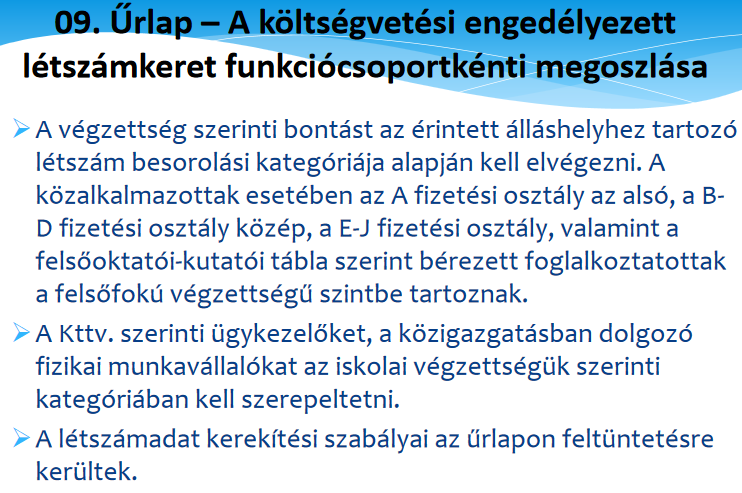 09. Űrlap – A költségvetési engedélyezett
létszámkeret funkciócsoportkénti megoszlása
A végzettség szerinti bontást az érintett álláshelyhez tartozó
létszám besorolási kategóriája alapján kell elvégezni. A
közalkalmazottak esetében az A fizetési osztály az alsó, a B-
D fizetési osztály közép, a E-J fizetési osztály, valamint a
felsőoktatói-kutatói tábla szerint bérezett foglalkoztatottak
a felsőfokú végzettségű szintbe tartoznak.
A Kttv. szerinti ügykezelőket, a közigazgatásban dolgozó
fizikai munkavállalókat az iskolai végzettségük szerinti
kategóriában kell szerepeltetni.
A létszámadat kerekítési szabályai az űrlapon feltüntetésre
kerültek.